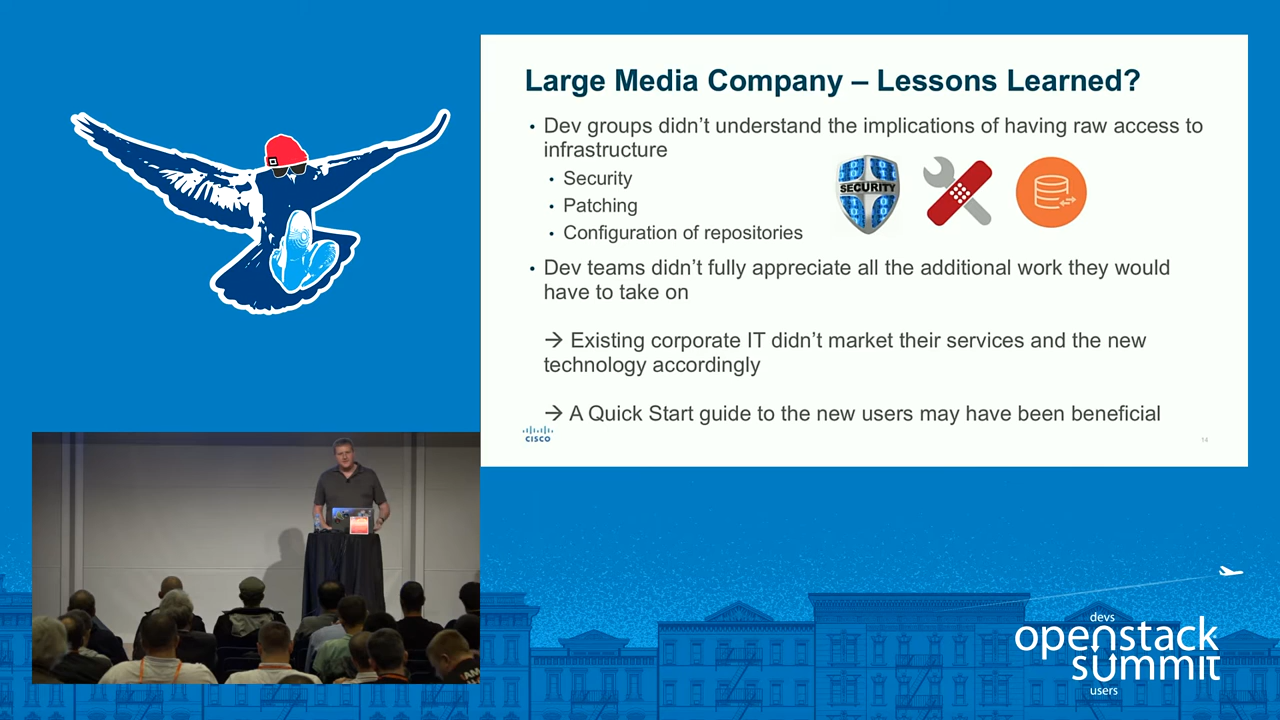 Large Media Company – Lessons Learned?
• Dev groups didn’t understand the implications of having raw access to
infrastructure
• Security
• Patching
• Configuration of repositories
SECURITY
• Dev teams didn’t fully appreciate all the additional work they would
have to take on
→ Existing corporate IT didn’t market their services and the new
technology accordingly
→ A Quick Start guide to the new users may have been beneficial
CISCO
14
devs
openstack
summit
users